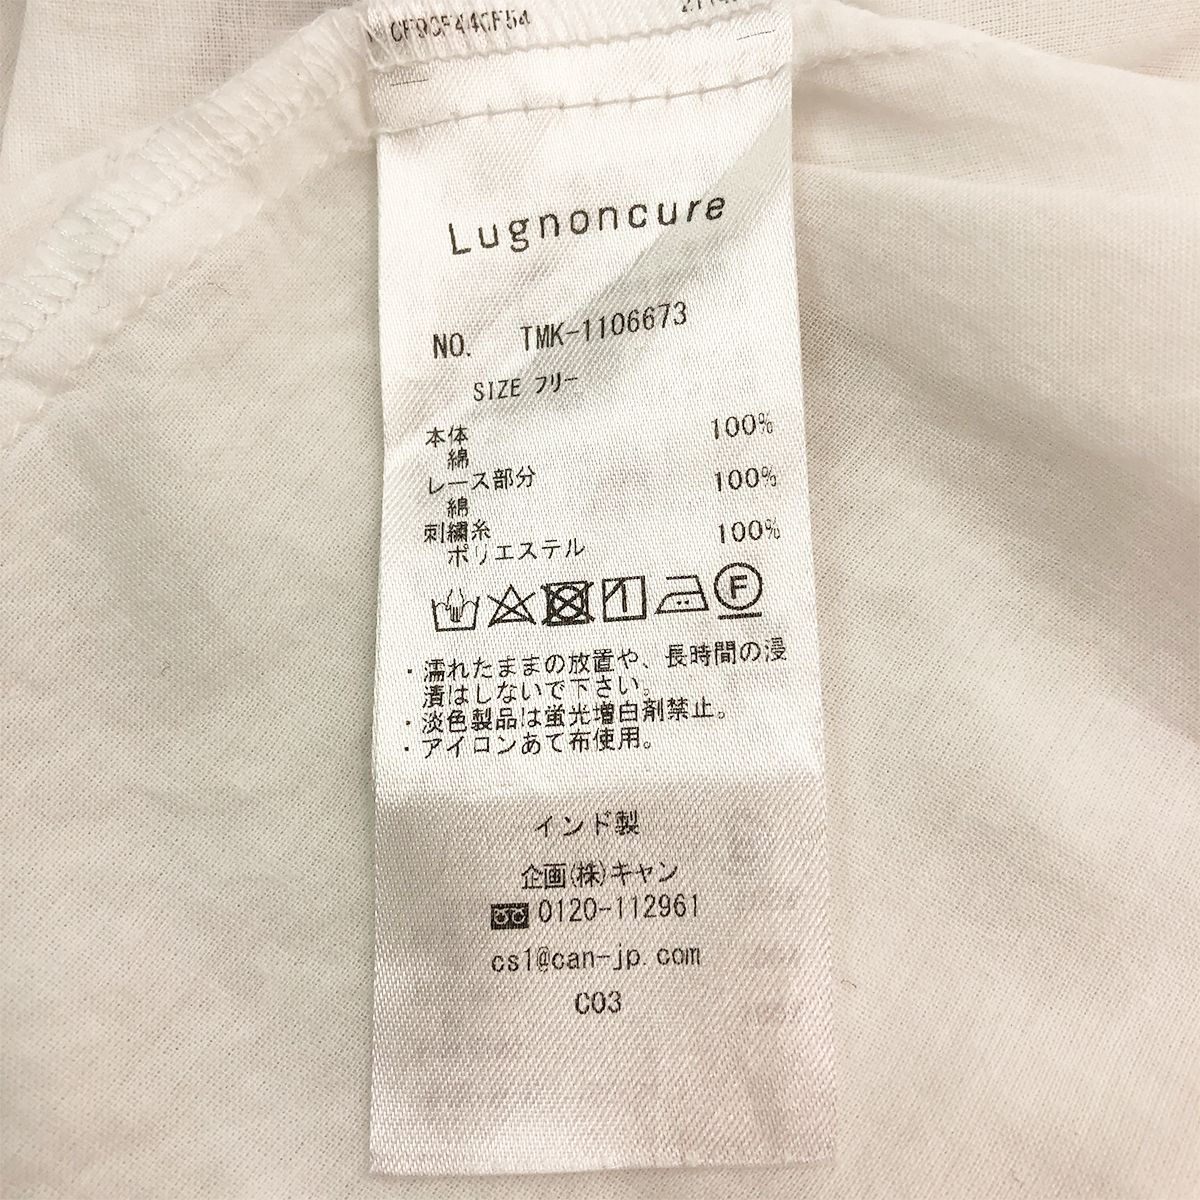 Lugnoncure
NO. TMK-1106673
SIZE フリー
本体 100%
綿
レース部分 100%
綿
刺繍糸 100%
ポリエステル
F
・濡れたままの放置や、長時間の浸
漬はしないで下さい。
・淡色製品は蛍光増白剤禁止。
・アイロンあて布使用。
インド製
企画(株)キャン
0120-112961
cs1@can-jp.com
C03